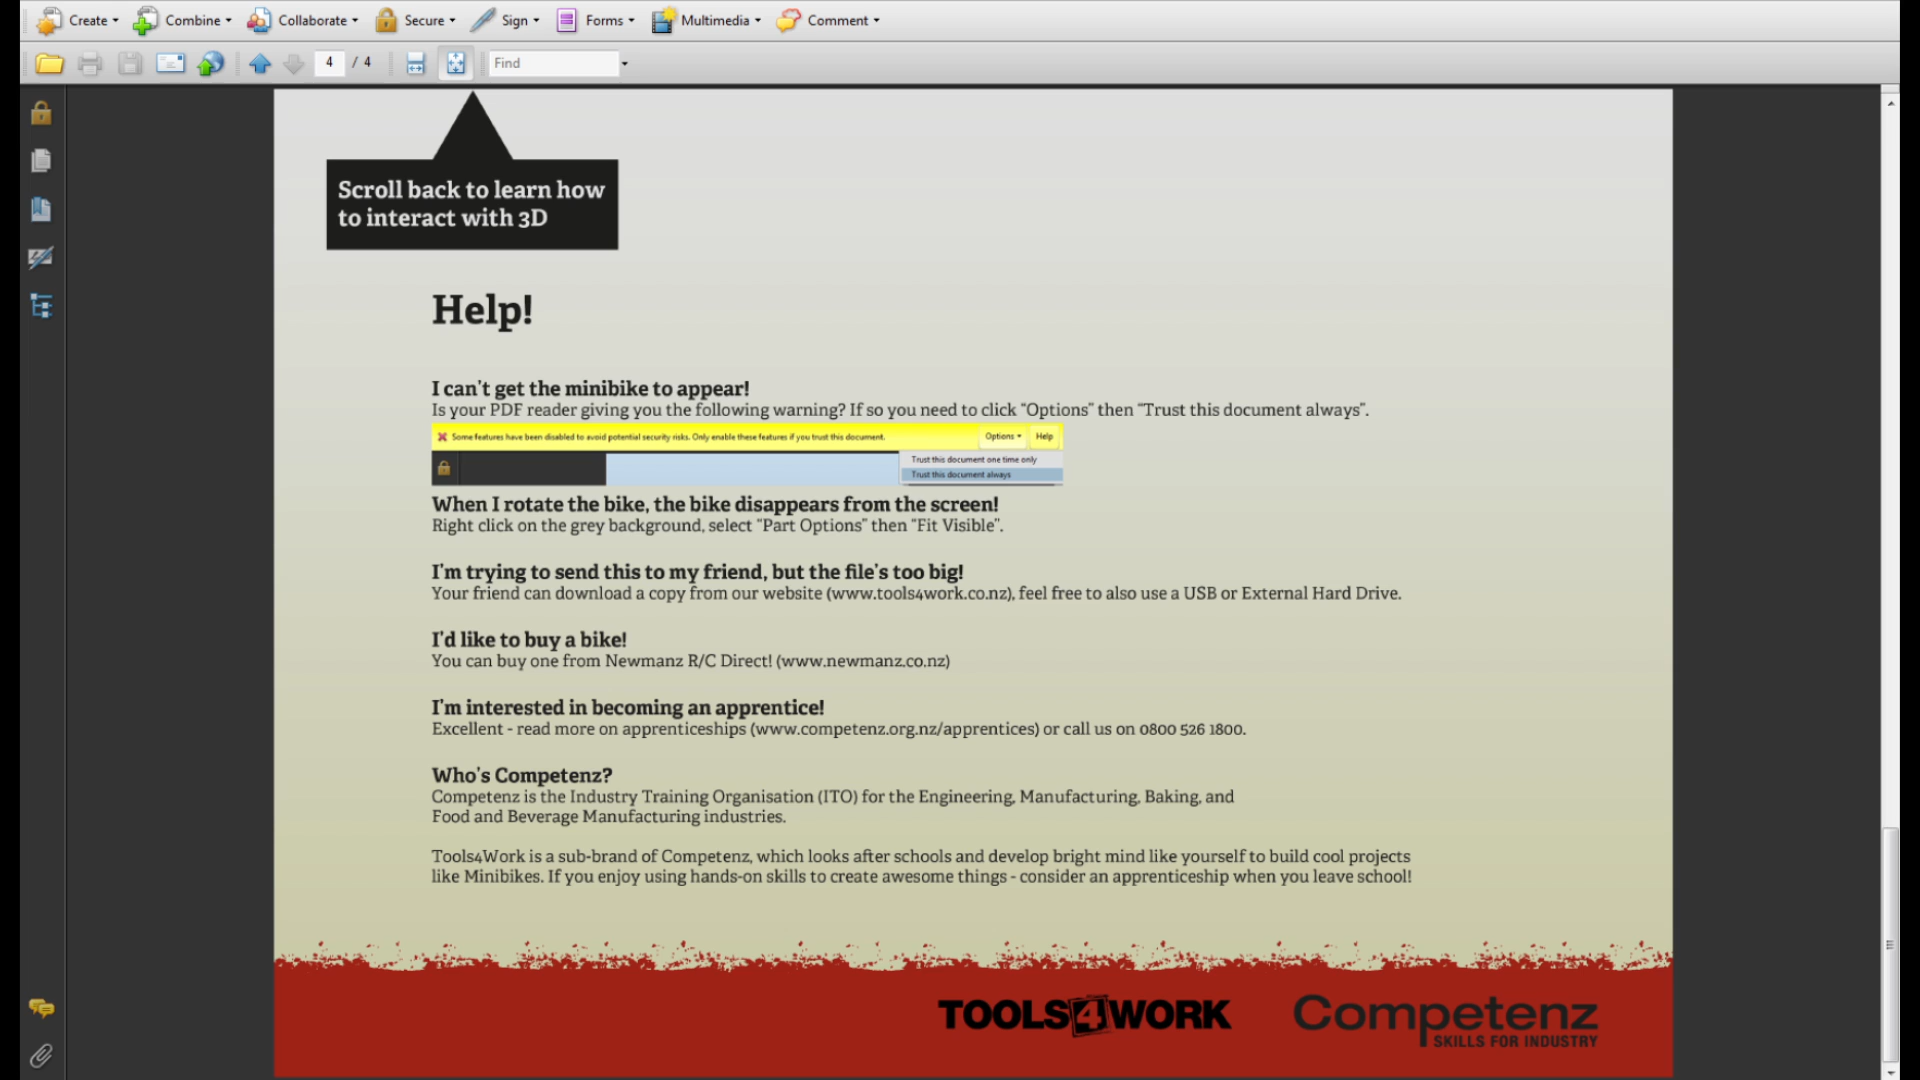 Create Combine Collaborate Secure Sign Forms Multimedia Comment
4 / 4 Find
Scroll back to learn how
to interact with 3D
Help!
I can't get the minibike to appear!
Is your PDF reader giving you the following warning? If so you need to click "Options" then "Trust this document always".
Some features have been disabled to avoid potential security risks. Only enable these features if you trust this document. Options Help
Trust this document one time only
Trust this document always
When I rotate the bike, the bike disappears from the screen!
Right click on the grey background, select "Part Options" then "Fit Visible".
I'm trying to send this to my friend, but the file's too big!
Your friend can download a copy from our website (www.tools4work.co.nz), feel free to also use a USB or External Hard Drive.
I'd like to buy a bike!
You can buy one from Newmanz R/C Direct! (www.newmanz.co.nz)
I'm interested in becoming an apprentice!
Excellent - read more on apprenticeships (www.competenz.org.nz/apprentices) or call us on 0800 526 1800.
Who's Competenz?
Competenz is the Industry Training Organisation (ITO) for the Engineering, Manufacturing, Baking, and
Food and Beverage Manufacturing industries.
Tools4Work is a sub-brand of Competenz, which looks after schools and develop bright mind like yourself to build cool projects
like Minibikes. If you enjoy using hands-on skills to create awesome things - consider an apprenticeship when you leave school!
TOOLS4WORK Competenz
SKILLS FOR INDUSTRY